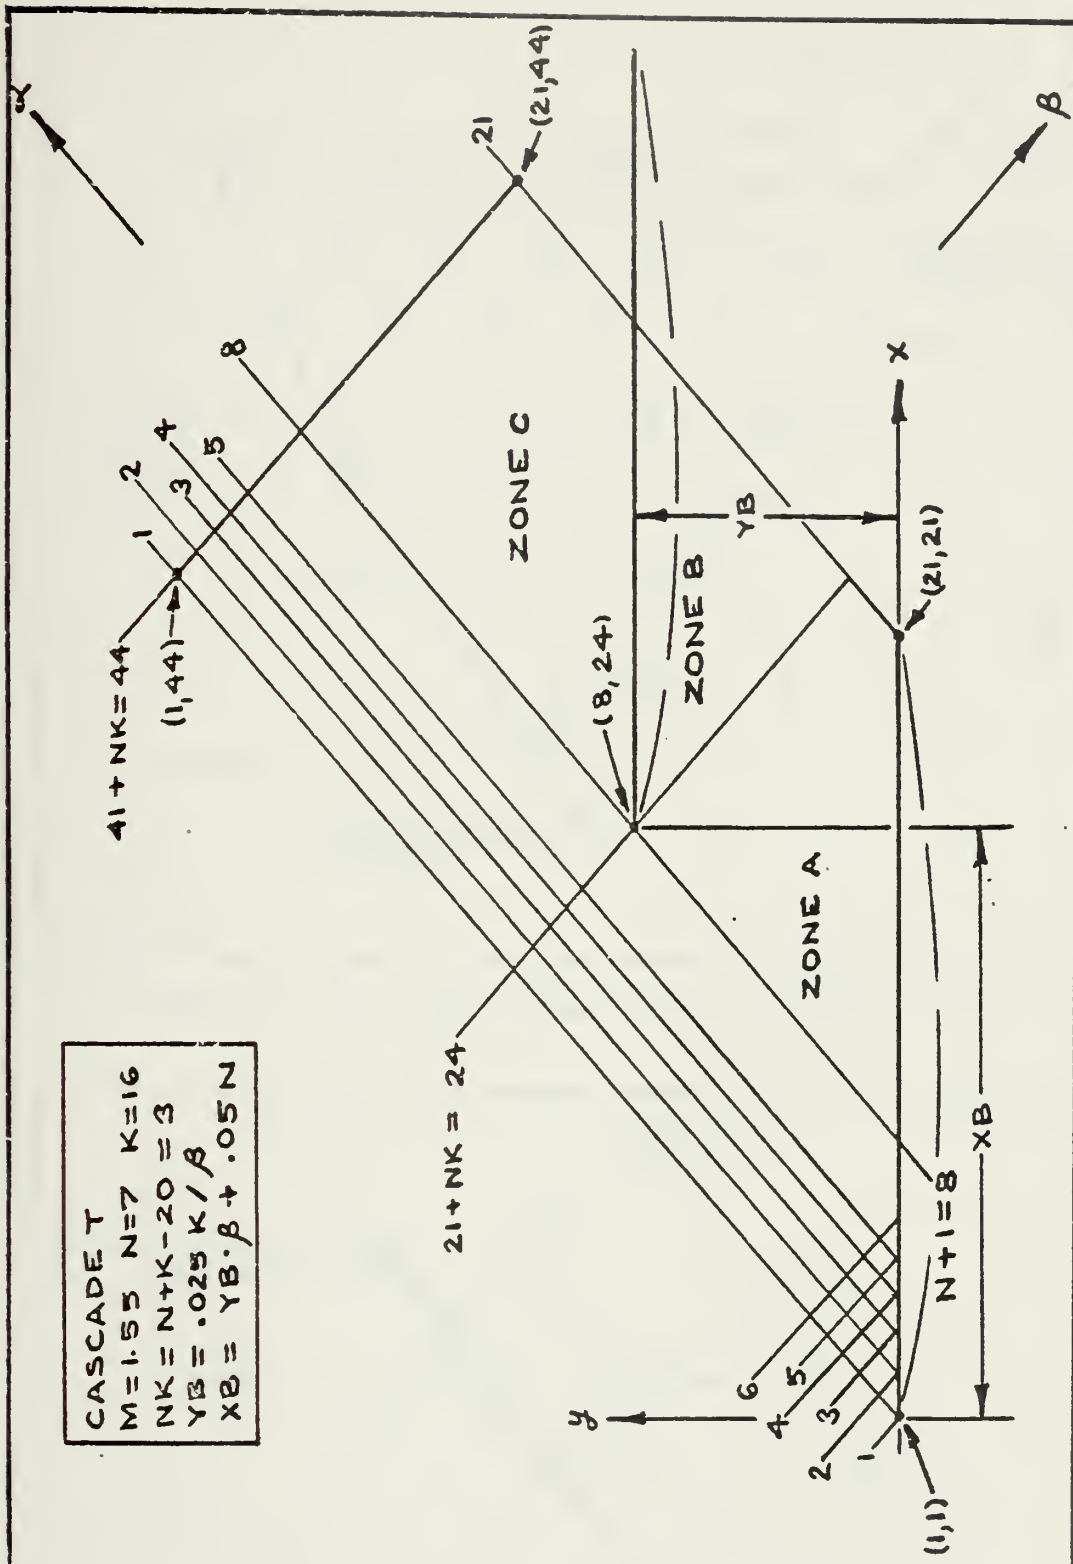 CASCADE T
M=1.55 N=7 K=16
NK = N+K-20 = 3
YB = .025 K/β
XB = YB·β + .05 N
α
β
41 + NK = 44
(1,44)
1
2
3
4
5
8
21
(21,44)
21 + NK = 24
(8,24)
ZONE C
ZONE B
ZONE A
YB
y
x
6
5
4
3
2
1
(1,1)
N+1=8
(21,21)
XB